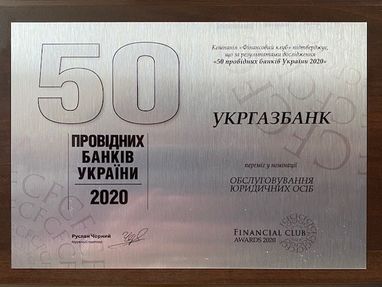 50
ПРОВІДНИХ
БАНКІВ
УКРАЇНИ
2020
Руслан Чорний
Компанія «Фінансовий клуб» підтверджує,
що за результатами дослідження
«50 провідних банків України 2020»
УКРГАЗБАНК
переміг у номінації
ОБСЛУГОВУВАННЯ
ЮРИДИЧНИХ ОСІБ
FINANCIAL CLUB
AWARDS 2020